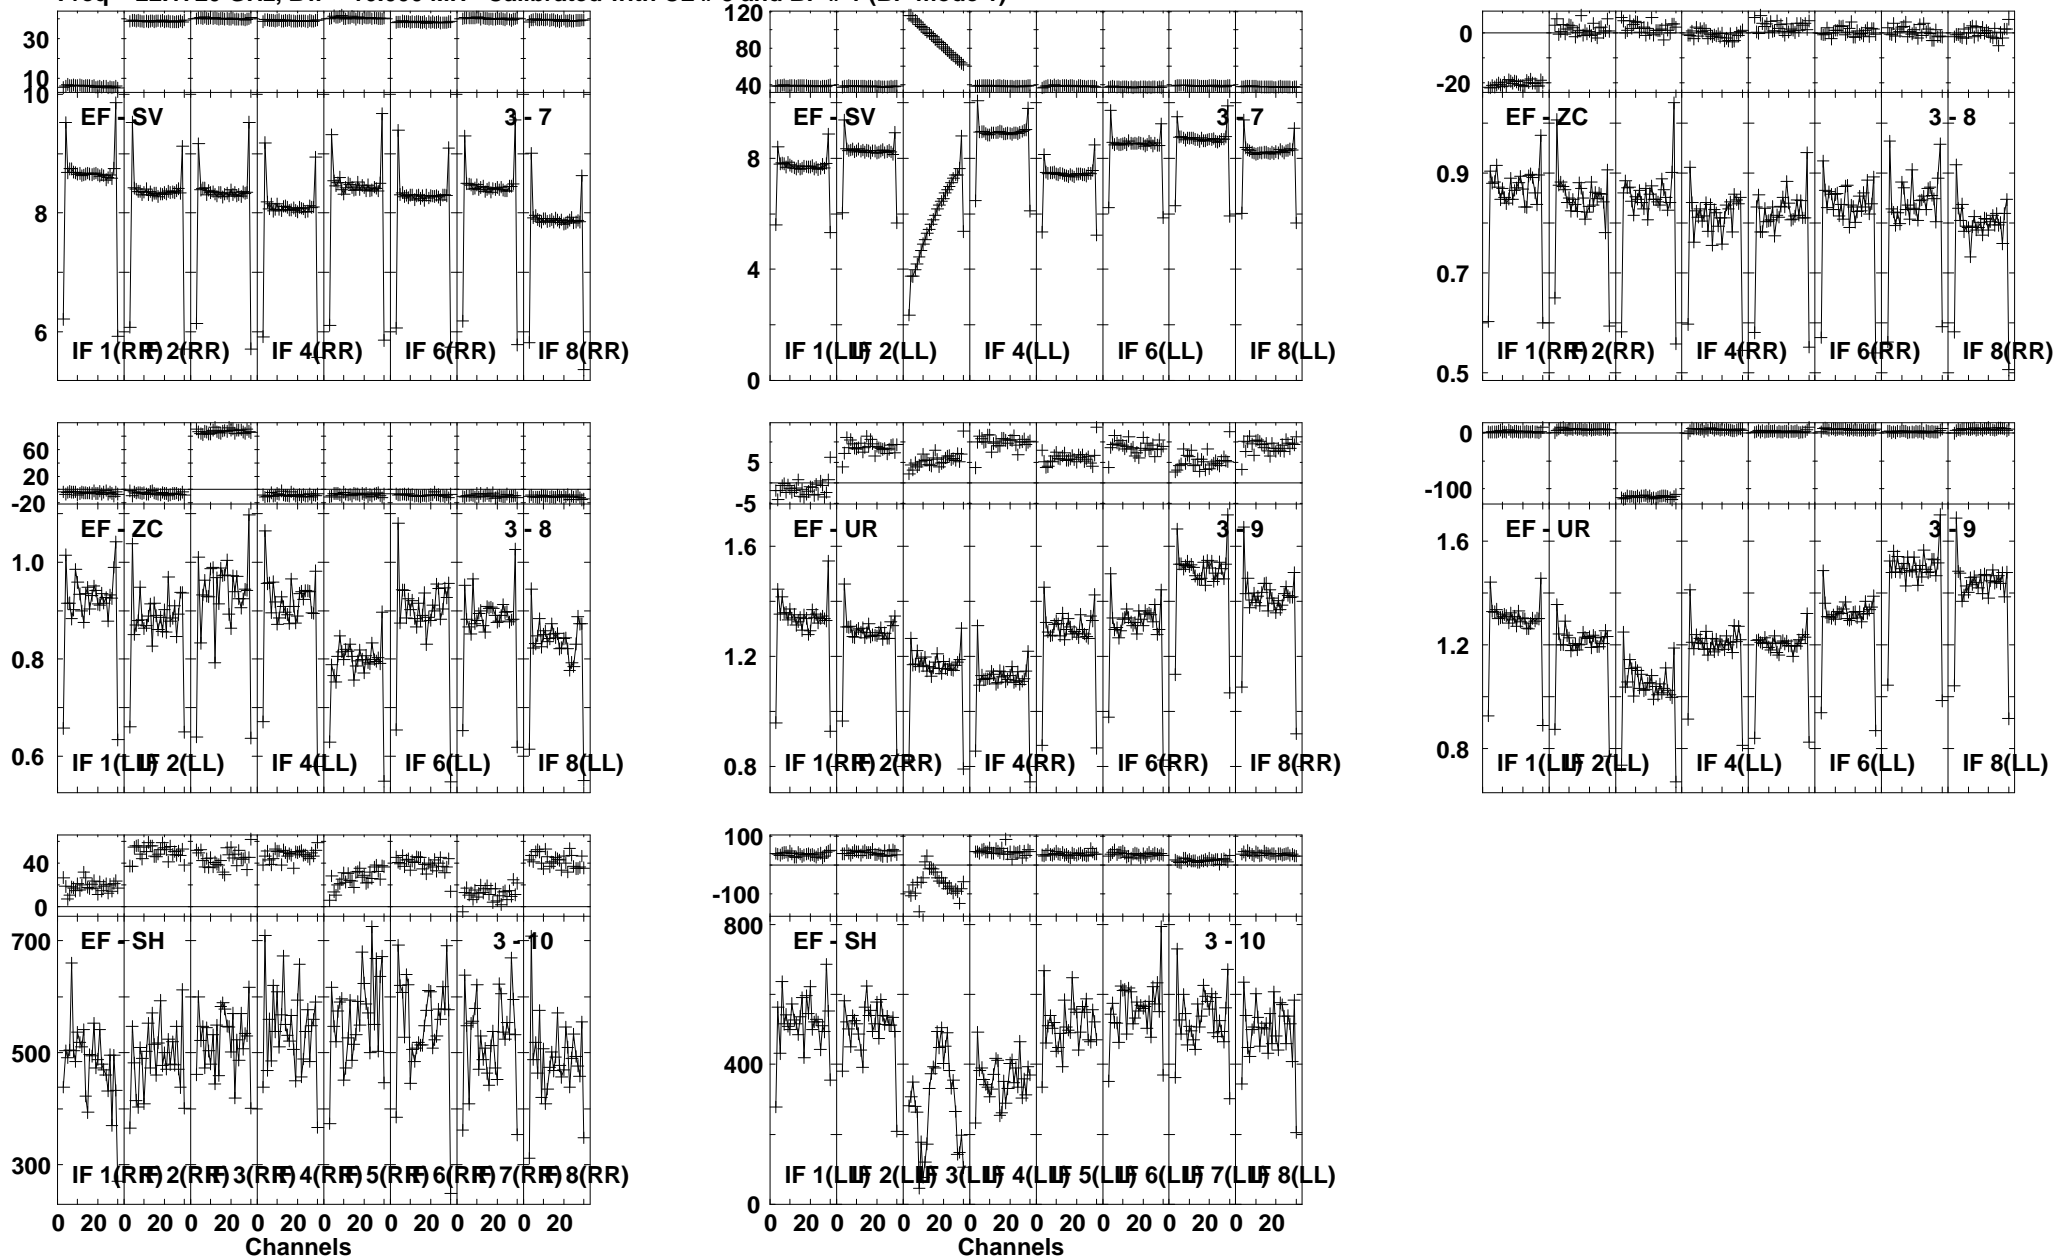 30
10
10
8
6
EF - SV
3 - 7
IF 1(RR)
IF 2(RR)
IF 4(RR)
IF 6(RR)
IF 8(RR)
120
80
40
8
4
0
EF - SV
3 - 7
IF 1(LL)
IF 2(LL)
IF 4(LL)
IF 6(LL)
IF 8(LL)
0
-20
0.9
0.7
0.5
EF - ZC
3 - 8
IF 1(RR)
IF 2(RR)
IF 4(RR)
IF 6(RR)
IF 8(RR)
60
20
-20
1.0
0.8
0.6
EF - ZC
3 - 8
IF 1(LL)
IF 2(LL)
IF 4(LL)
IF 6(LL)
IF 8(LL)
5
-5
1.6
1.2
0.8
EF - UR
3 - 9
IF 1(RR)
IF 2(RR)
IF 4(RR)
IF 6(RR)
IF 8(RR)
0
-100
1.6
1.2
0.8
EF - UR
3 - 9
IF 1(LL)
IF 2(LL)
IF 4(LL)
IF 6(LL)
IF 8(LL)
40
0
700
500
300
EF - SH
3 - 10
IF 1(RR)
IF 2(RR)
IF 3(RR)
IF 4(RR)
IF 5(RR)
IF 6(RR)
IF 7(RR)
IF 8(RR)
0 20 0 20 0 20 0 20 0 20 0 20 0 20 0 20
Channels
100
-100
800
400
0
EF - SH
3 - 10
IF 1(LL)
IF 2(LL)
IF 3(LL)
IF 4(LL)
IF 5(LL)
IF 6(LL)
IF 7(LL)
IF 8(LL)
0 20 0 20 0 20 0 20 0 20 0 20 0 20 0 20
Channels